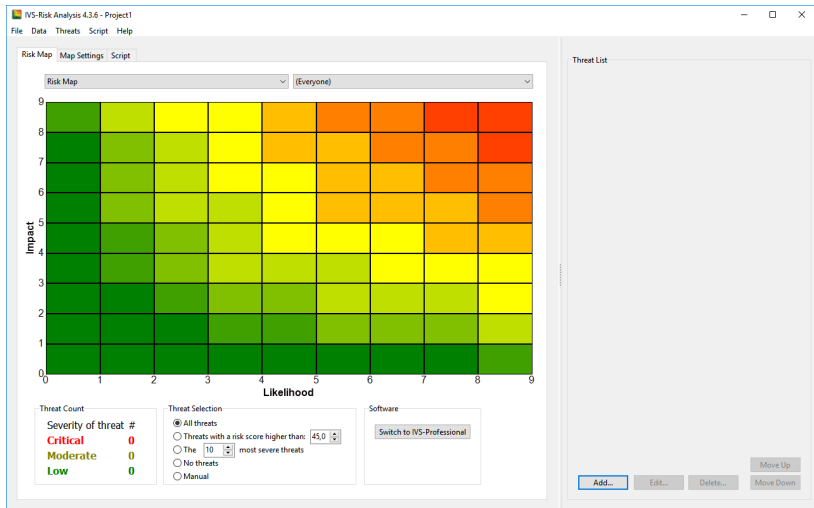 IVS-Risk Analysis 4.3.6 - Project1
File Data Threats Script Help
Risk Map Map Settings Script
Risk Map (Everyone)
9
8
7
6
5
4
3
2
1
0
Impact
0 1 2 3 4 5 6 7 8 9
Likelihood
Threat Count
Severity of threat #
Critical 0
Moderate 0
Low 0
Threat Selection
All threats
Threats with a risk score higher than: 45,0
The 10 most severe threats
No threats
Manual
Software
Switch to IVS-Professional
Threat List
Move Up
Add... Edit... Delete... Move Down